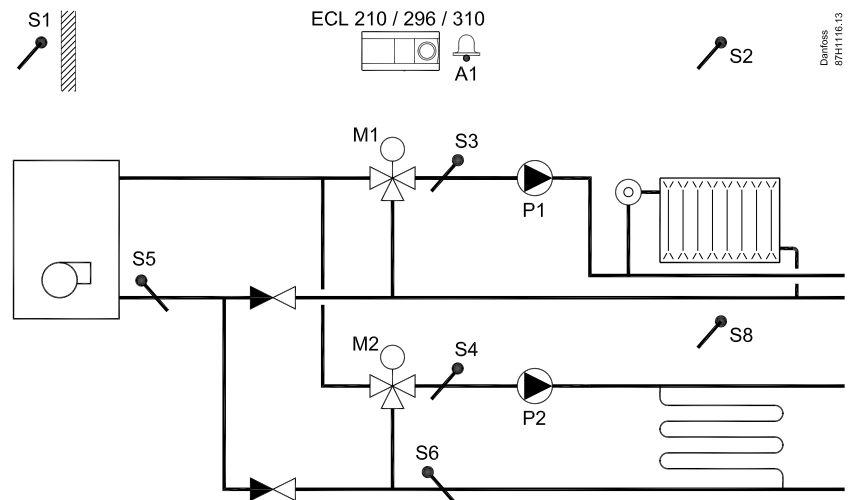 S1
ECL 210 / 296 / 310
A1
S2
Danfoss
87H1116.13
M1
S3
P1
S5
S8
M2
S4
P2
S6